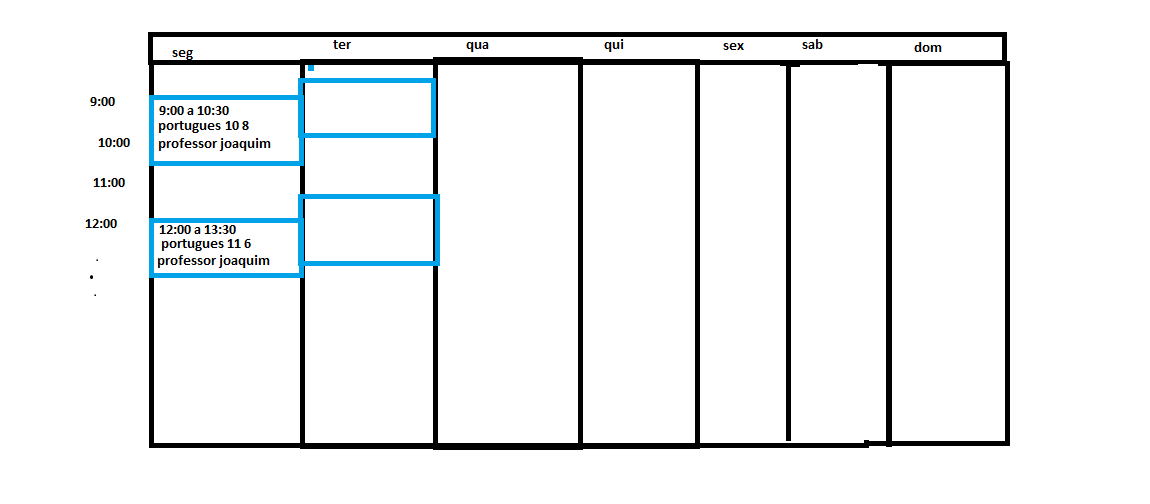 seg ter qua qui sex sab dom
9:00
9:00 a 10:30
portugues 10 8
10:00
professor joaquim
11:00
12:00
12:00 a 13:30
portugues 11 6
professor joaquim